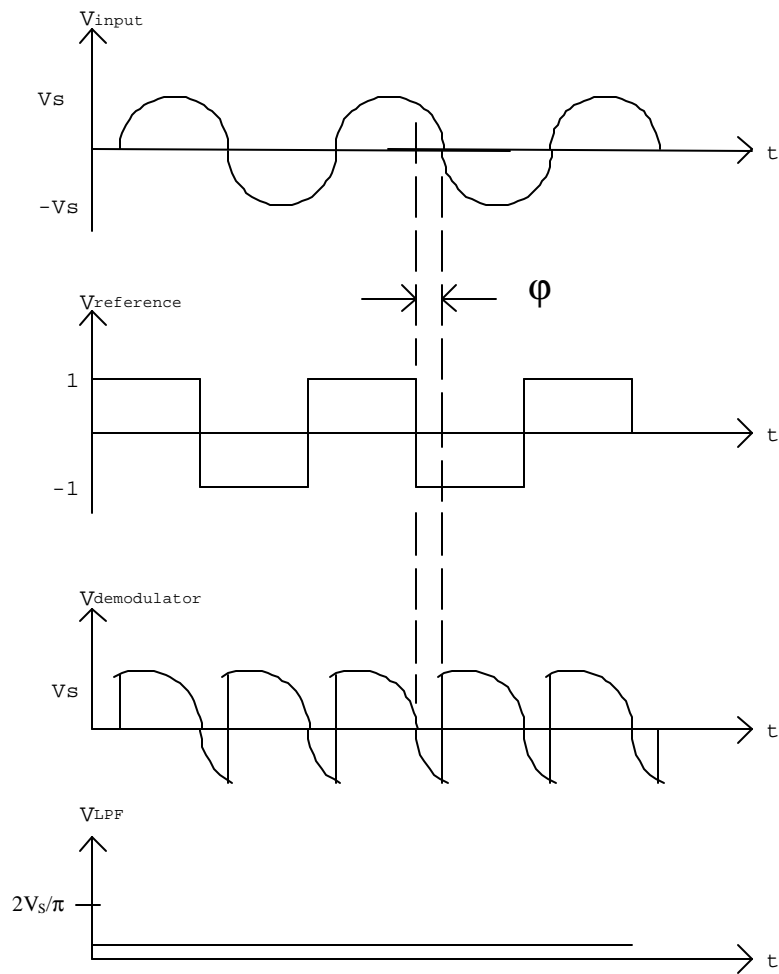 Vinput
Vs
t
-Vs
φ
Vreference
1
t
-1
Vdemodulator
Vs
t
VLPF
2Vs/π
t